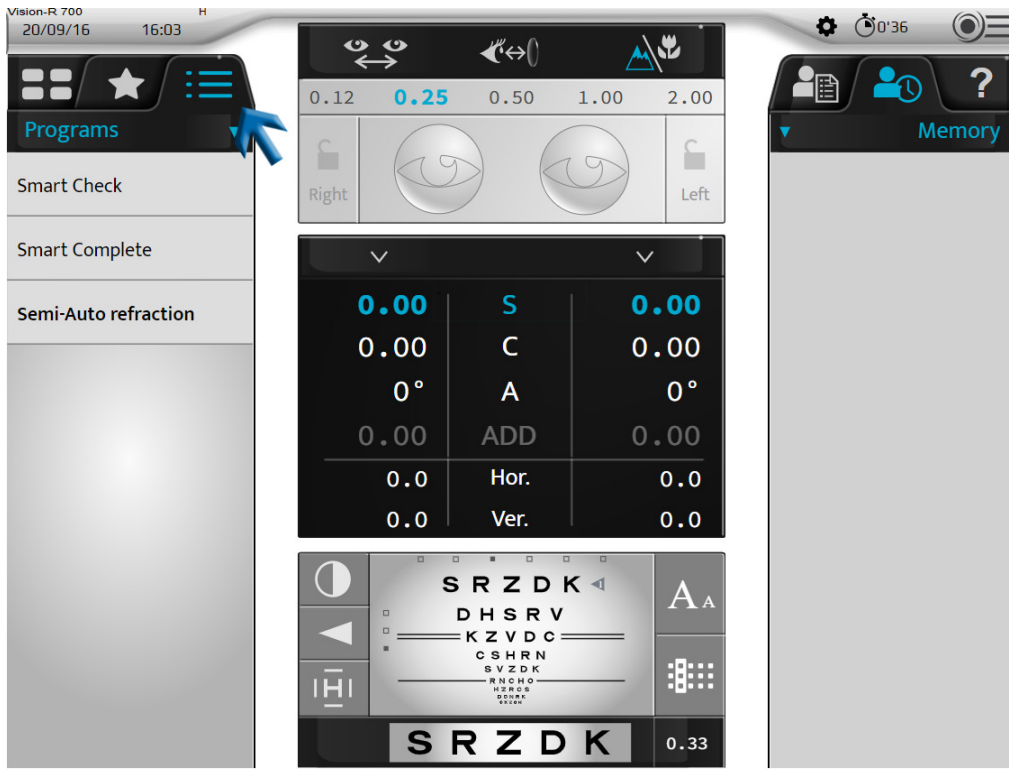 Vision-R 700
H
20/09/16 16:03
0'36
Programs
Smart Check
Smart Complete
Semi-Auto refraction
0.12 0.25 0.50 1.00 2.00
Right Left
0.00 S 0.00
0.00 C 0.00
0° A 0°
0.00 ADD 0.00
0.0 Hor. 0.0
0.0 Ver. 0.0
S R Z D K
D H S R V
K Z V D C
C S H R N
S V Z D K
R N C H O
H Z R O S
|H|
A A
S R Z D K 0.33
?
Memory